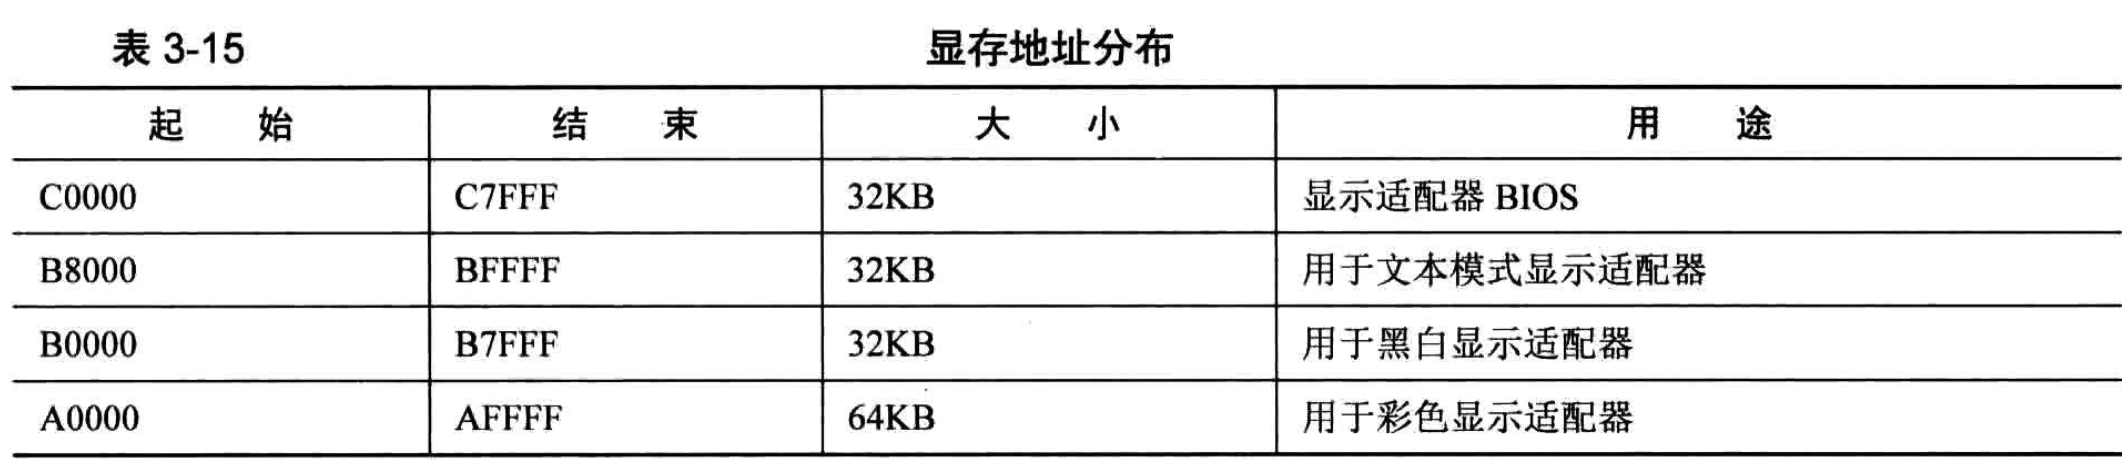 表 3-15 显存地址分布
起 始 结 束 大 小 用 途
C0000 C7FFF 32KB 显示适配器 BIOS
B8000 BFFFF 32KB 用于文本模式显示适配器
B0000 B7FFF 32KB 用于黑白显示适配器
A0000 AFFFF 64KB 用于彩色显示适配器